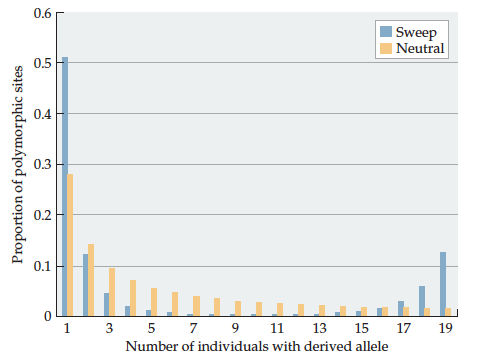 0.6
Sweep
Neutral
0.5
0.4
0.3
0.2
0.1
0
Proportion of polymorphic sites
1 3 5 7 9 11 13 15 17 19
Number of individuals with derived allele